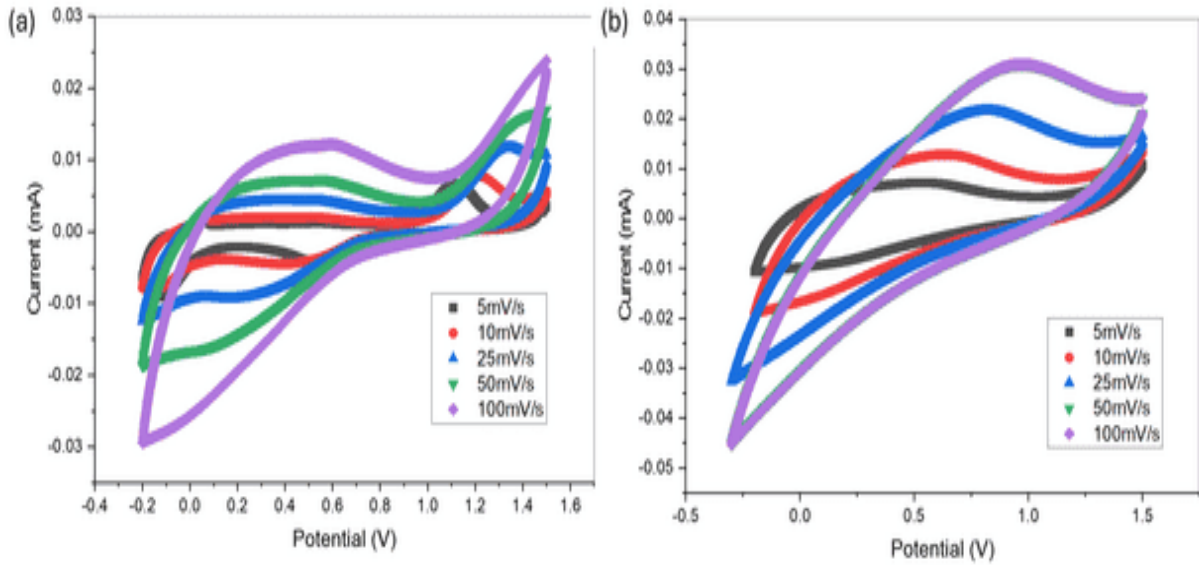 (a)
0.03
0.02
0.01
0.00
-0.01
-0.02
-0.03
Current (mA)
5mV/s
10mV/s
25mV/s
50mV/s
100mV/s
-0.4 -0.2 0.0 0.2 0.4 0.6 0.8 1.0 1.2 1.4 1.6
Potential (V)
(b)
0.04
0.03
0.02
0.01
0.00
-0.01
-0.02
-0.03
-0.04
-0.05
Current (mA)
5mV/s
10mV/s
25mV/s
50mV/s
100mV/s
-0.5 0.0 0.5 1.0 1.5
Potential (V)